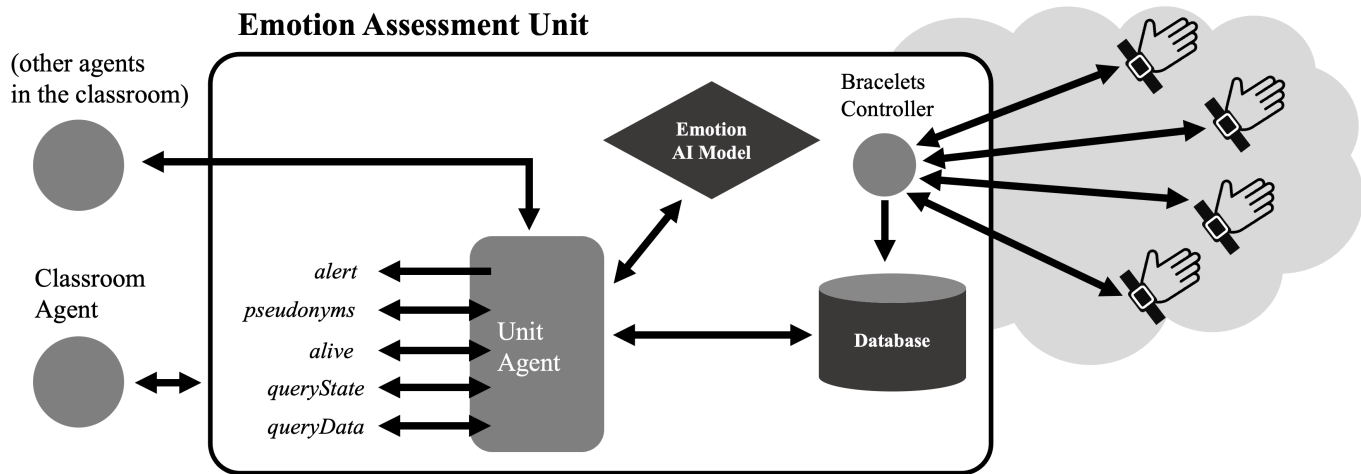 Emotion Assessment Unit
(other agents
in the classroom)
Bracelets
Controller
Emotion
AI Model
Classroom
Agent
alert
pseudonyms
alive
queryState
queryData
Unit
Agent
Database